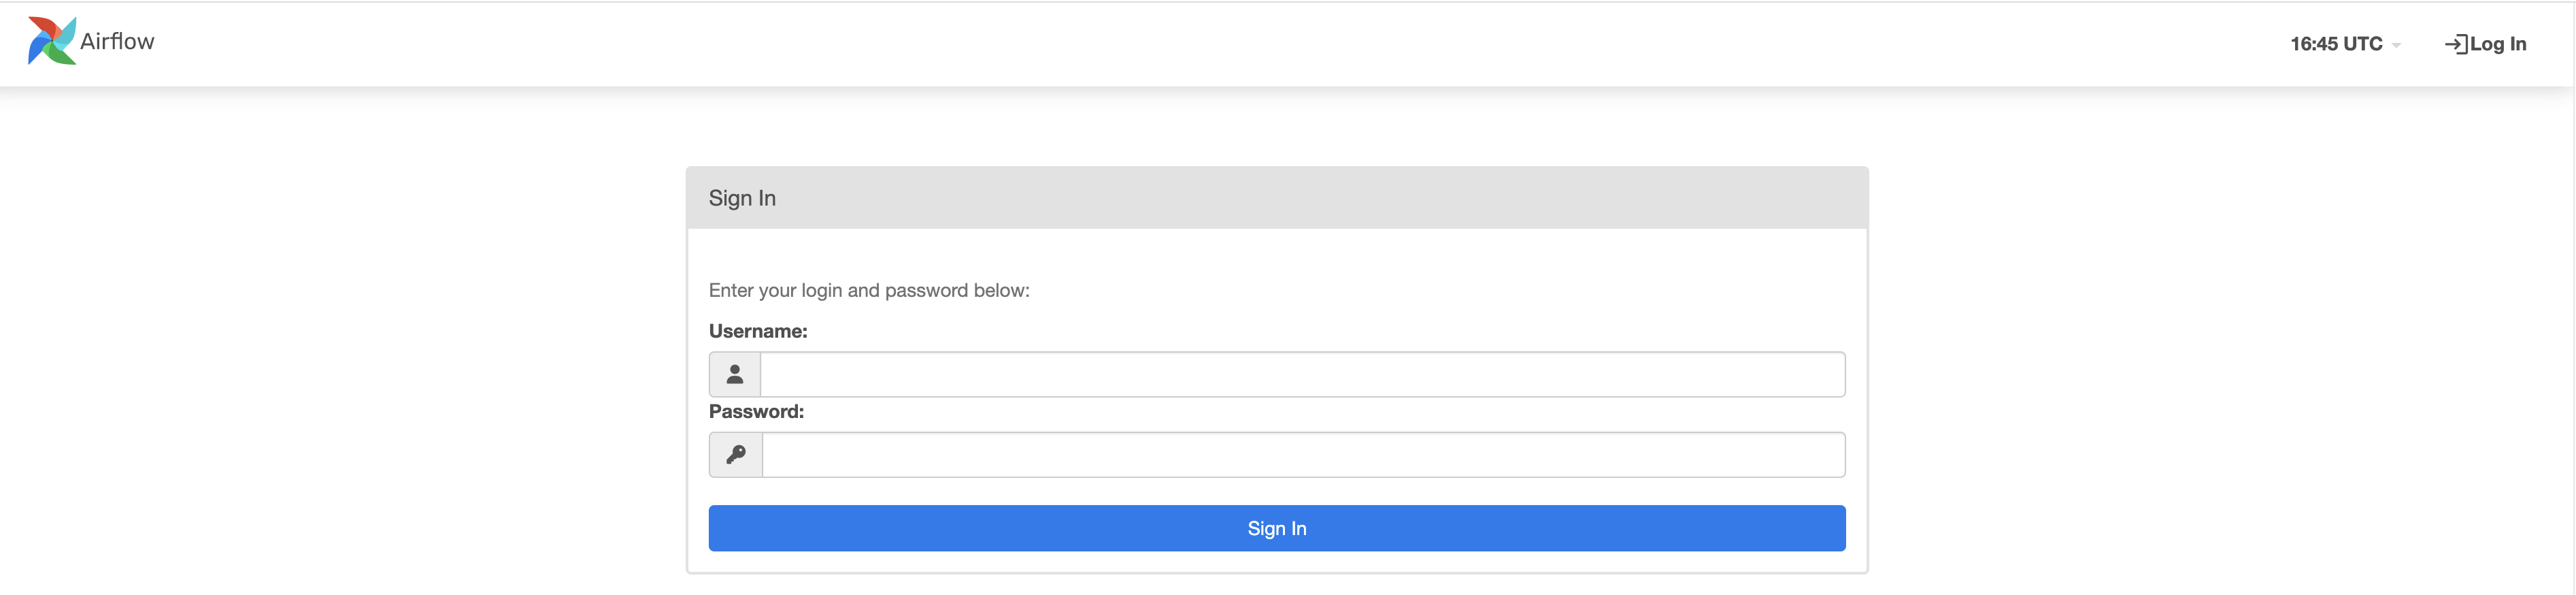 Airflow
16:45 UTC
Log In
Sign In
Enter your login and password below:
Username:
Password:
Sign In